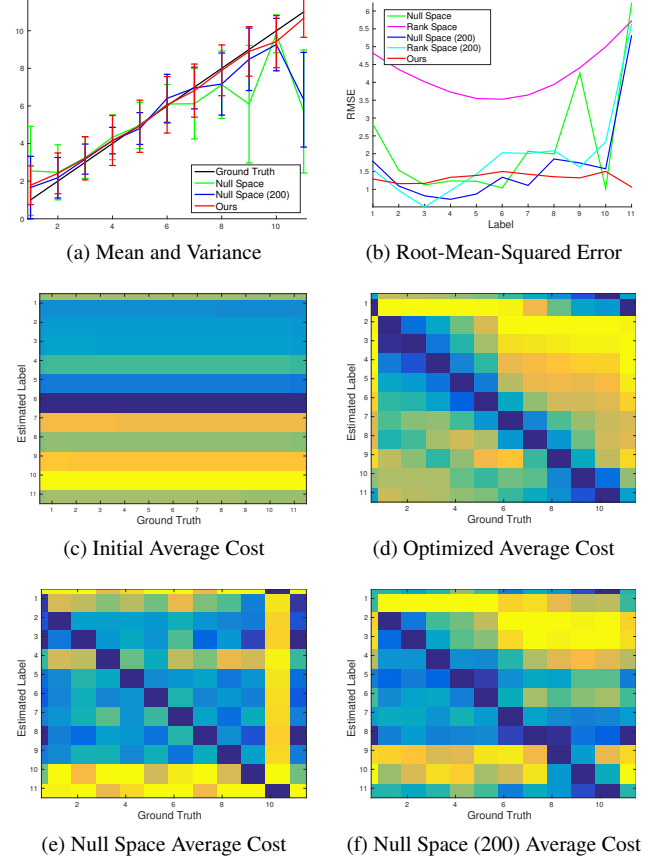 10
8
6
4
2
0
2 4 6 8 10
Ground Truth
Null Space
Null Space (200)
Ours
(a) Mean and Variance
6
5.5
5
4.5
4
3.5
3
2.5
2
1.5
1
RMSE
1 2 3 4 5 6 7 8 9 10 11
Label
Null Space
Rank Space
Null Space (200)
Rank Space (200)
Ours
(b) Root-Mean-Squared Error
Estimated Label
1
2
3
4
5
6
7
8
9
10
11
1 2 3 4 5 6 7 8 9 10 11
Ground Truth
(c) Initial Average Cost
Estimated Label
1
2
3
4
5
6
7
8
9
10
11
2 4 6 8 10
Ground Truth
(d) Optimized Average Cost
Estimated Label
1
2
3
4
5
6
7
8
9
10
11
2 4 6 8 10
Ground Truth
(e) Null Space Average Cost
Estimated Label
1
2
3
4
5
6
7
8
9
10
11
2 4 6 8 10
Ground Truth
(f) Null Space (200) Average Cost